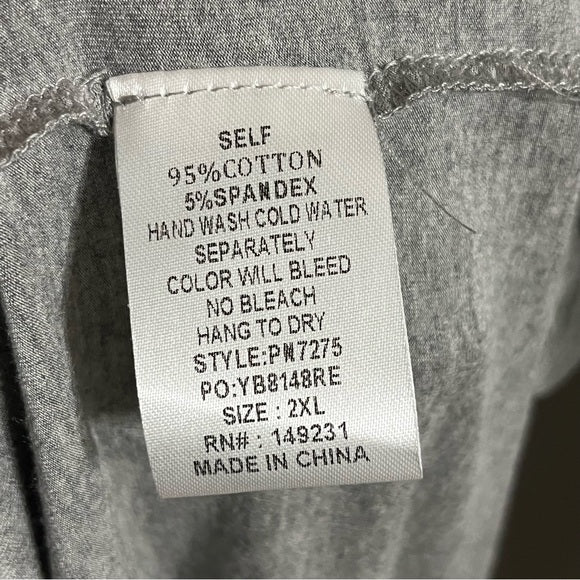 SELF
95%COTTON
5%SPANDEX
HAND WASH COLD WATER
SEPARATELY
COLOR WILL BLEED
NO BLEACH
HANG TO DRY
STYLE:PN7275
PO:YB8148RE
SIZE : 2XL
RN# : 149231
MADE IN CHINA